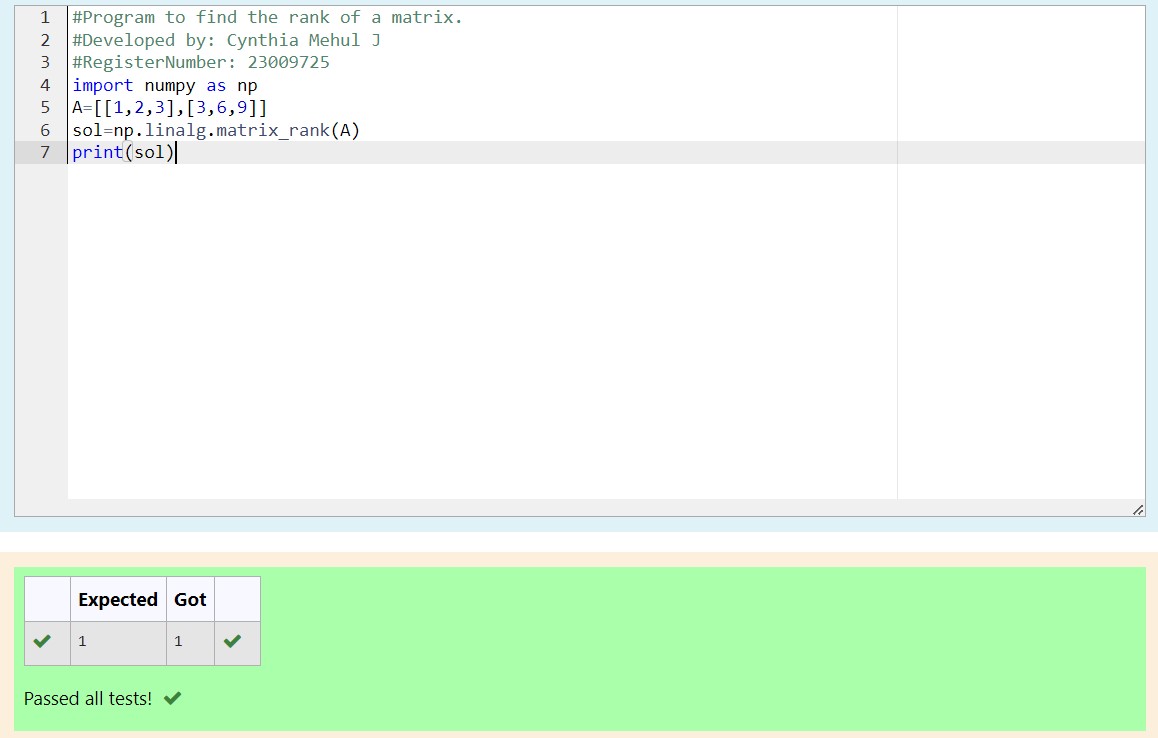 1 #Program to find the rank of a matrix.
2 #Developed by: Cynthia Mehul J
3 #RegisterNumber: 23009725
4 import numpy as np
5 A=[[1,2,3],[3,6,9]]
6 sol=np.linalg.matrix_rank(A)
7 print(sol)
Expected Got
1 1
Passed all tests!